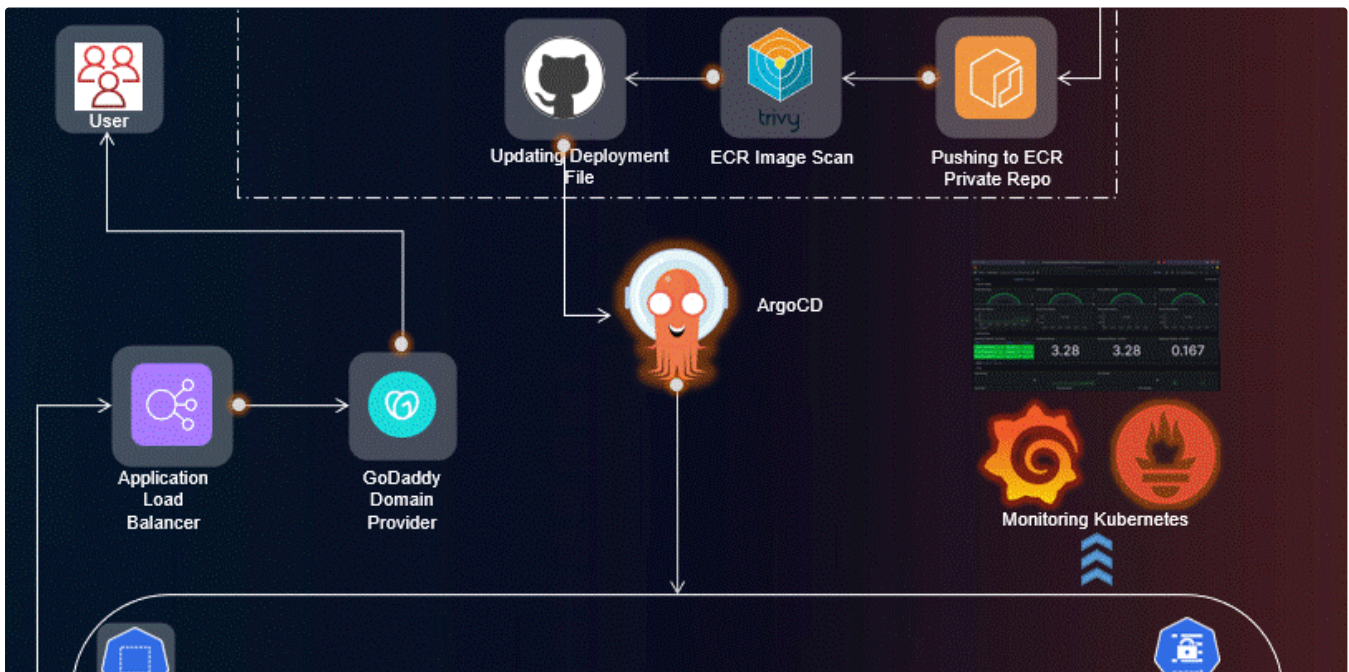 User
trivy
Updating Deployment
File
ECR Image Scan
Pushing to ECR
Private Repo
ArgoCD
3.28
3.28
0.167
Application
Load
Balancer
GoDaddy
Domain
Provider
Monitoring Kubernetes